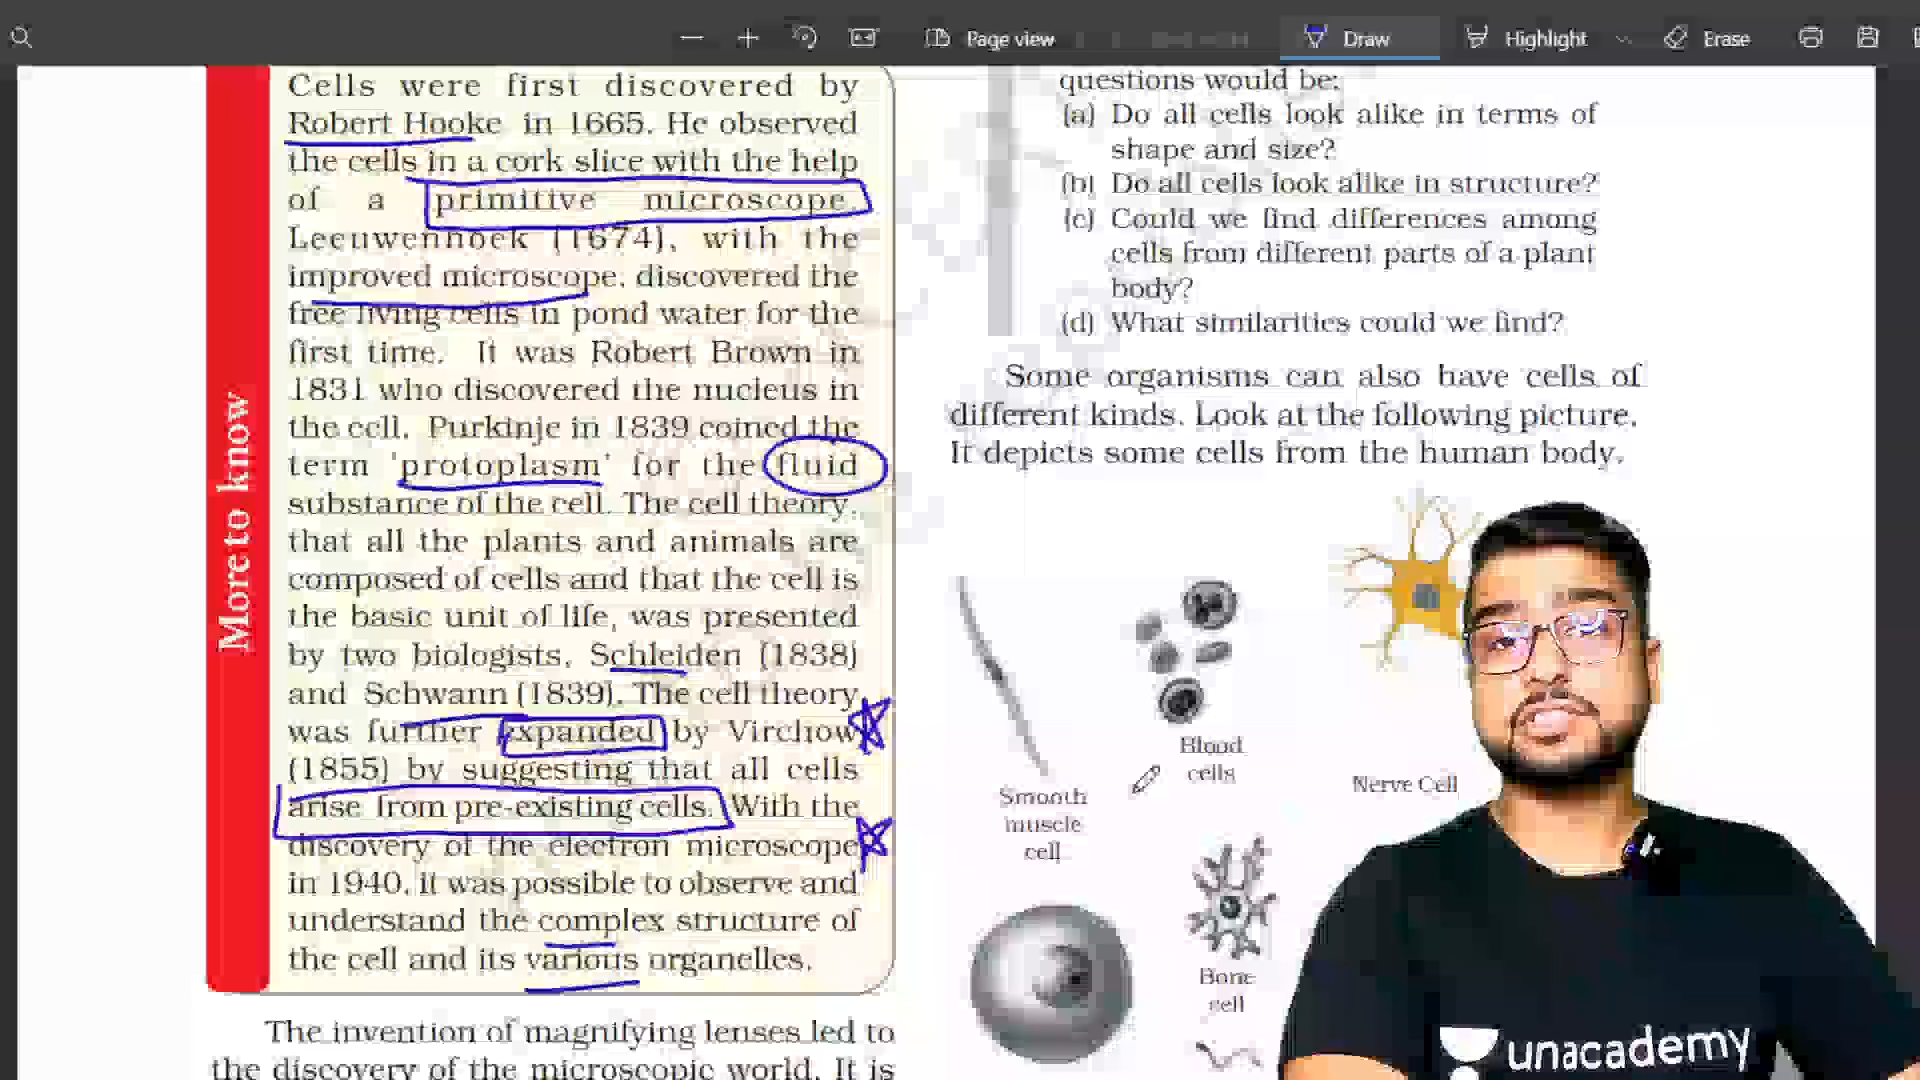 Page view
Draw
Highlight
Erase
More to know
Cells were first discovered by
Robert Hooke in 1665. He observed
the cells in a cork slice with the help
of a primitive microscope.
Leeuwenhoek (1674), with the
improved microscope, discovered the
free living cells in pond water for the
first time. It was Robert Brown in
1831 who discovered the nucleus in
the cell. Purkinje in 1839 coined the
term 'protoplasm' for the fluid
substance of the cell. The cell theory,
that all the plants and animals are
composed of cells and that the cell is
the basic unit of life, was presented
by two biologists, Schleiden (1838)
and Schwann (1839). The cell theory
was further expanded by Virchow
(1855) by suggesting that all cells
arise from pre-existing cells. With the
discovery of the electron microscope
in 1940, it was possible to observe and
understand the complex structure of
the cell and its various organelles.
The invention of magnifying lenses led to
the discovery of the microscopic world. It is
questions would be:
(a) Do all cells look alike in terms of
shape and size?
(b) Do all cells look alike in structure?
(c) Could we find differences among
cells from different parts of a plant
body?
(d) What similarities could we find?
Some organisms can also have cells of
different kinds. Look at the following picture.
It depicts some cells from the human body.
Blood
cells
Smooth
muscle
cell
Nerve Cell
Bone
cell
unacademy